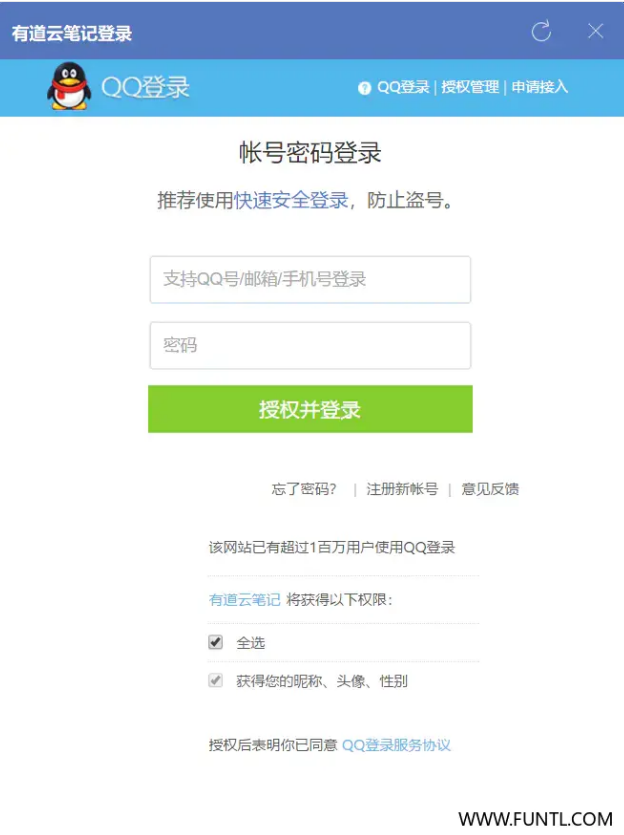 有道云笔记登录
QQ登录
? QQ登录 | 授权管理 | 申请接入
帐号密码登录
推荐使用快速安全登录，防止盗号。
支持QQ号/邮箱/手机号登录
密码
授权并登录
忘了密码？ | 注册新帐号 | 意见反馈
该网站已有超过1百万用户使用QQ登录
有道云笔记 将获得以下权限：
全选
获得您的昵称、头像、性别
授权后表明你已同意 QQ登录服务协议
WWW.FUNTL.COM